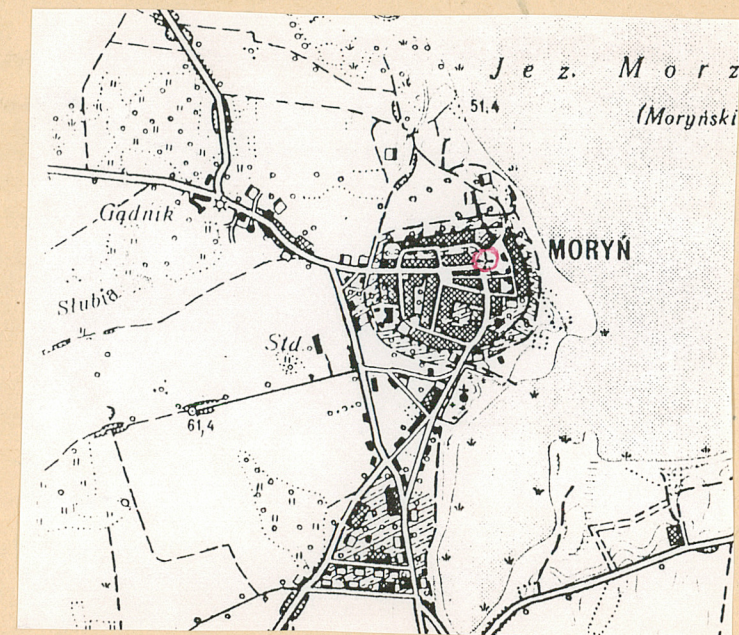 Jez. Morz
51.4
(Moryński
Gądnik
MORYŃ
Słubia
Std.
61,4